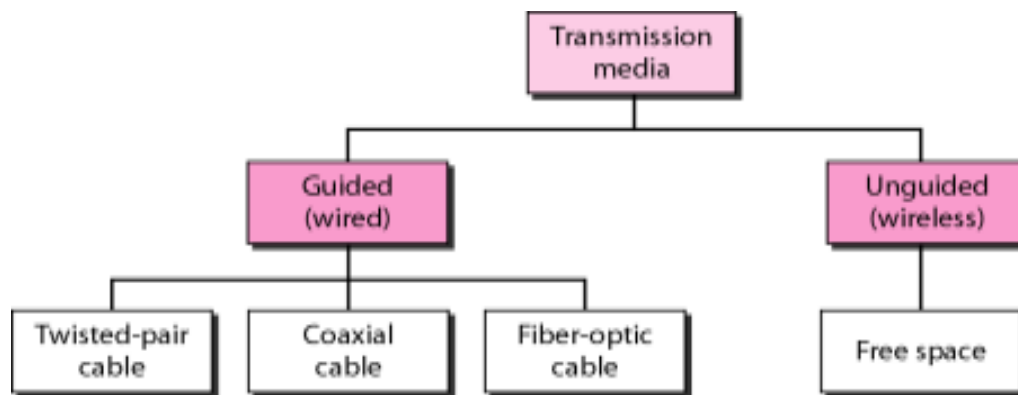 Transmission
media
Guided
(wired)
Unguided
(wireless)
Twisted-pair
cable
Coaxial
cable
Fiber-optic
cable
Free space